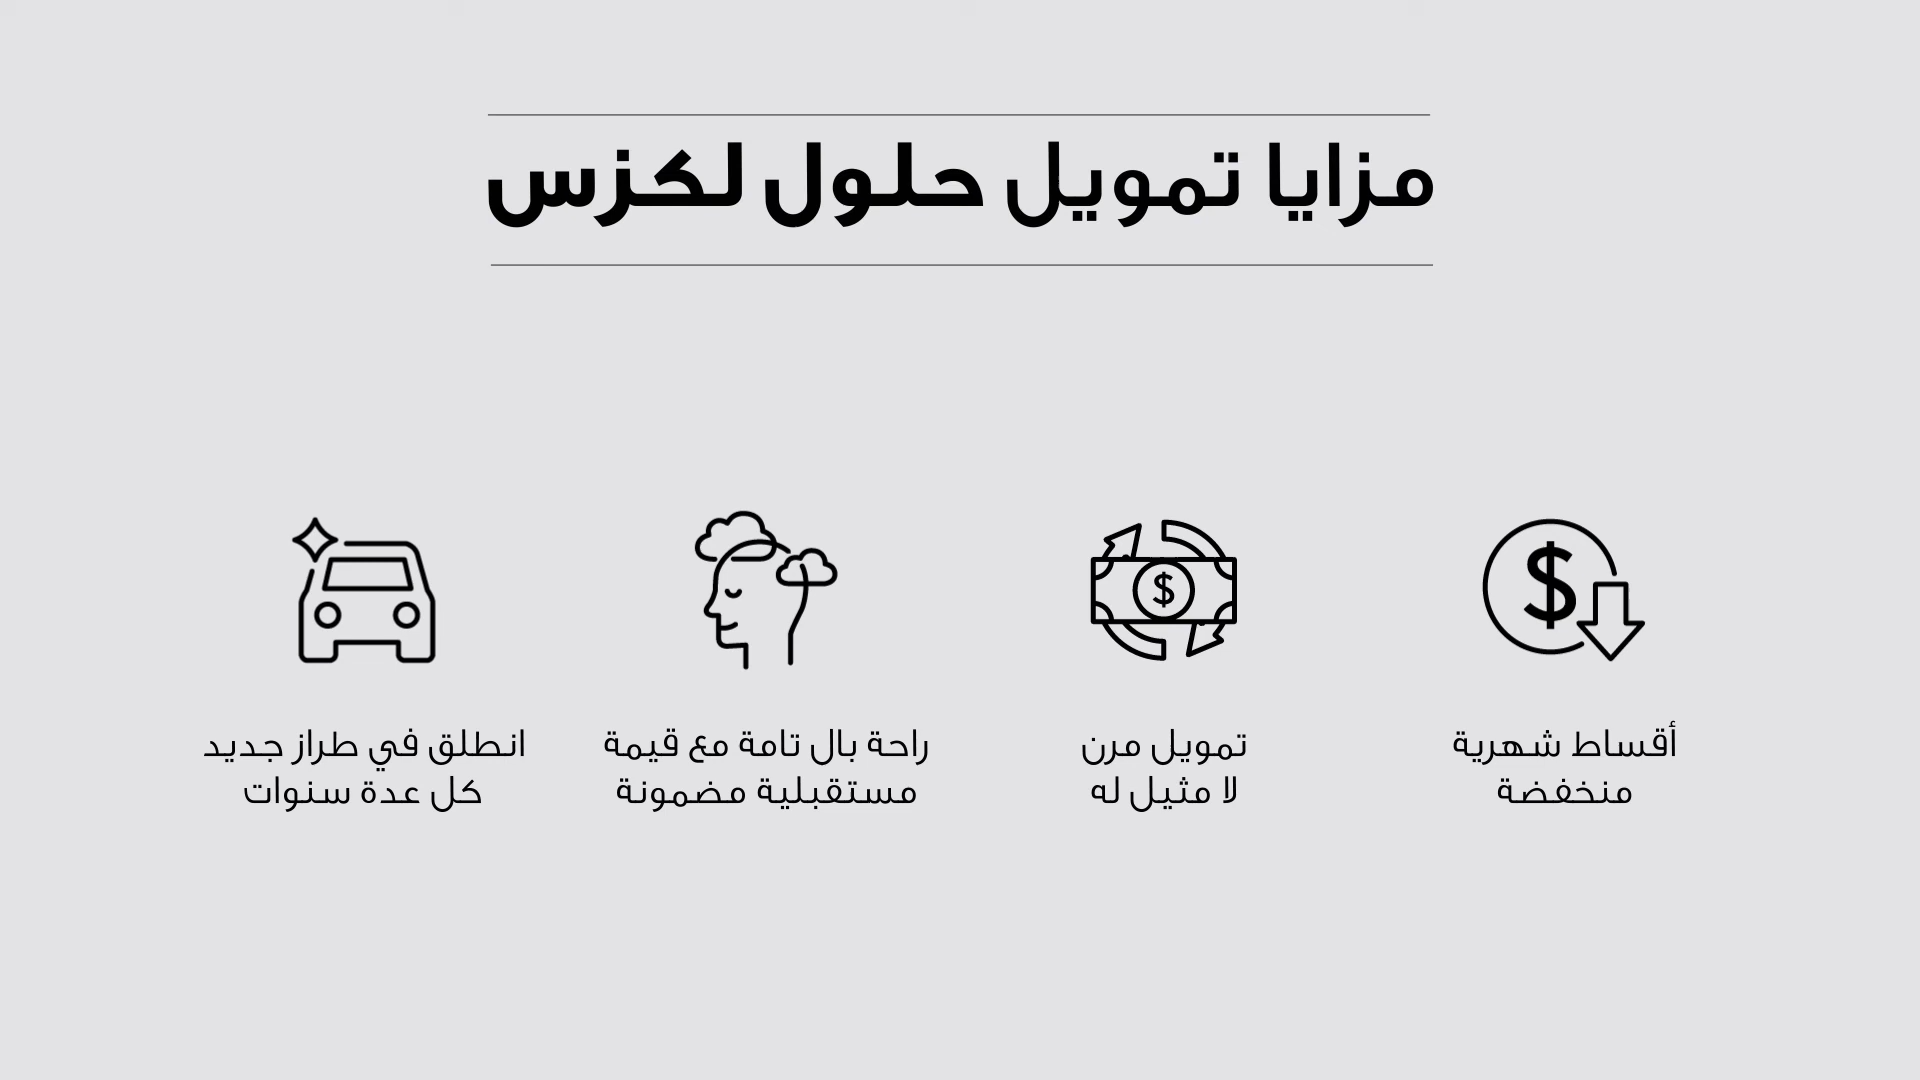 مزايا تمويل حلول لكزس
$
أقساط شهرية
منخفضة
$
تمويل مرن
لا مثيل له
راحة بال تامة مع قيمة
مستقبلية مضمونة
انطلق في طراز جديد
كل عدة سنوات